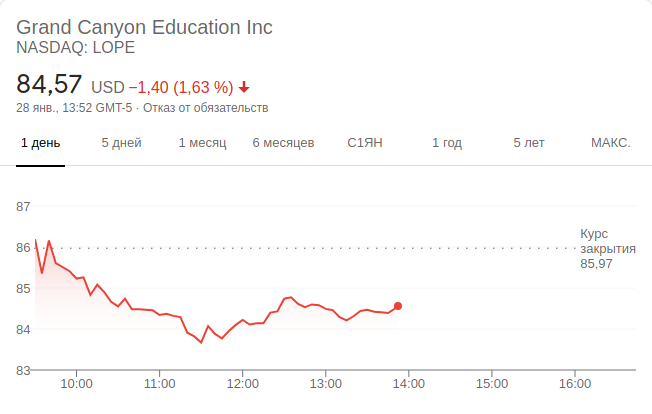 Grand Canyon Education Inc
NASDAQ: LOPE
84,57 USD −1,40 (1,63 %)
28 янв., 13:52 GMT-5 · Отказ от обязательств
1 день 5 дней 1 месяц 6 месяцев С1ЯН 1 год 5 лет МАКС.
87
86
85
84
83
Курс
закрытия
85,97
10:00 11:00 12:00 13:00 14:00 15:00 16:00